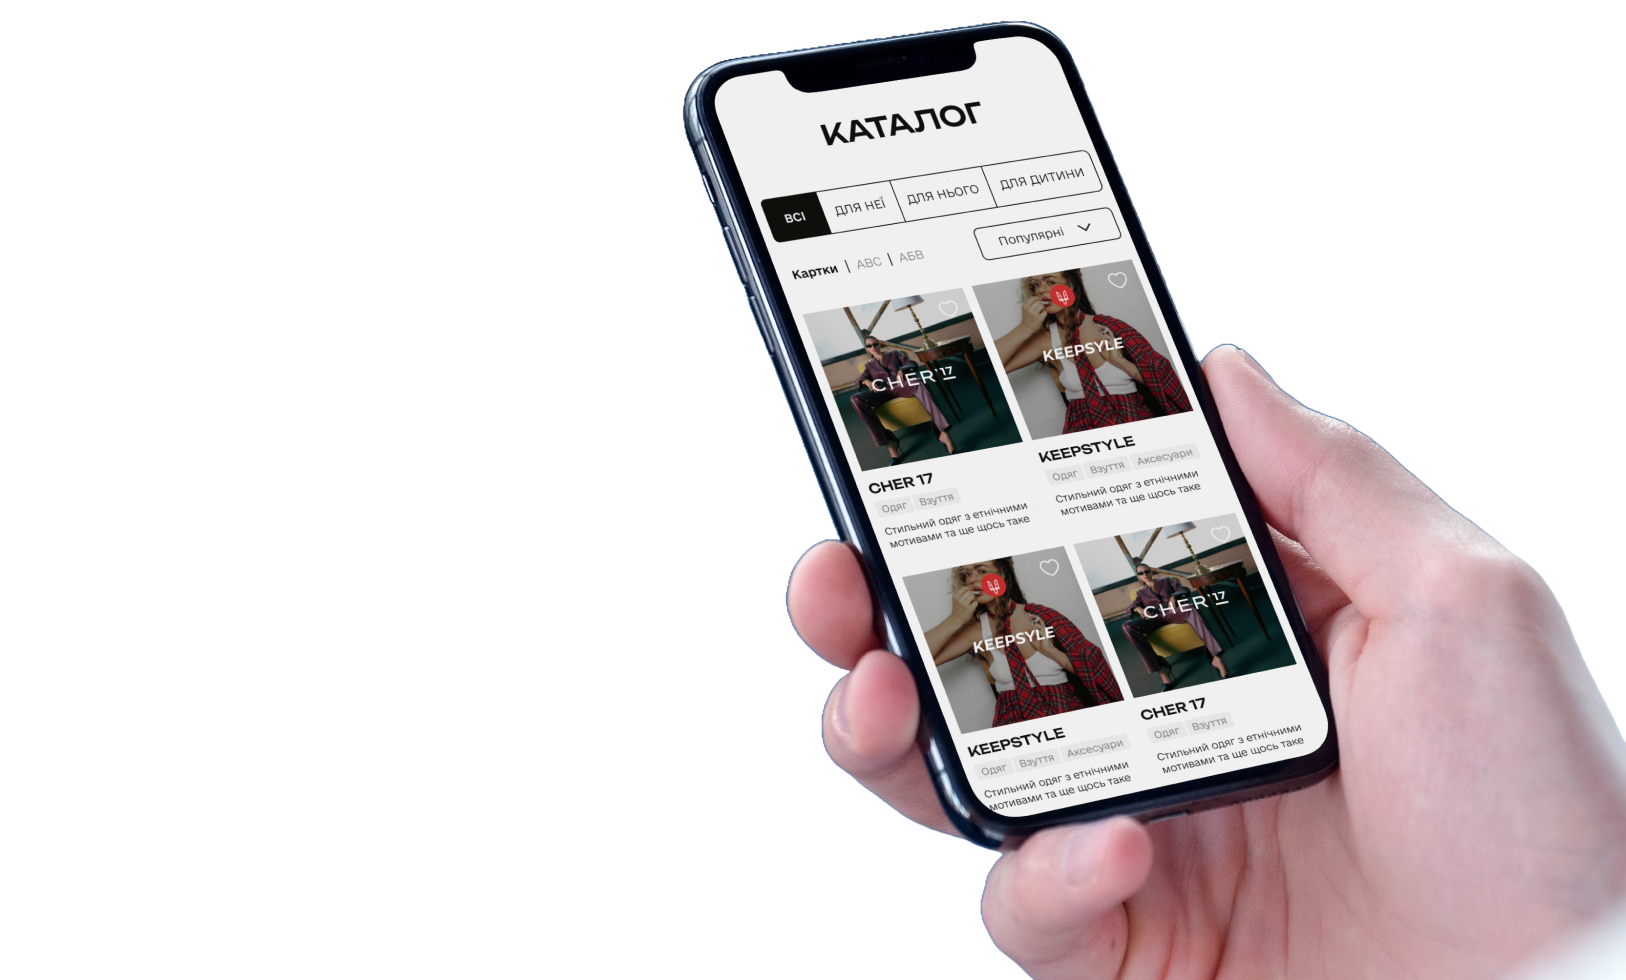 КАТАЛОГ
ВСІ ДЛЯ НЕЇ ДЛЯ НЬОГО ДЛЯ ДИТИНИ
Картки | ABC | АБВ
Популярні
CHER'17
KEEPSYLE
CHER 17
Одяг Взуття
Стильний одяг з етнічними
мотивами та ще щось таке
KEEPSTYLE
Одяг Взуття Аксесуари
Стильний одяг з етнічними
мотивами та ще щось таке
KEEPSYLE
CHER'17
KEEPSTYLE
Одяг Взуття Аксесуари
Стильний одяг з етнічними
мотивами та ще щось таке
CHER 17
Одяг Взуття
Стильний одяг з етнічними
мотивами та ще щось таке